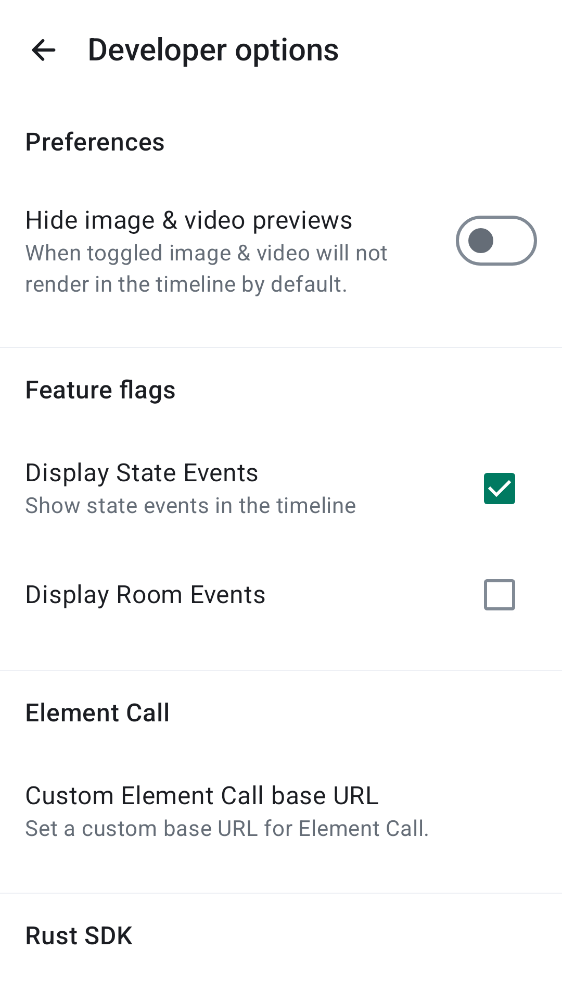 Developer options
Preferences
Hide image & video previews
When toggled image & video will not
render in the timeline by default.
Feature flags
Display State Events
Show state events in the timeline
Display Room Events
Element Call
Custom Element Call base URL
Set a custom base URL for Element Call.
Rust SDK